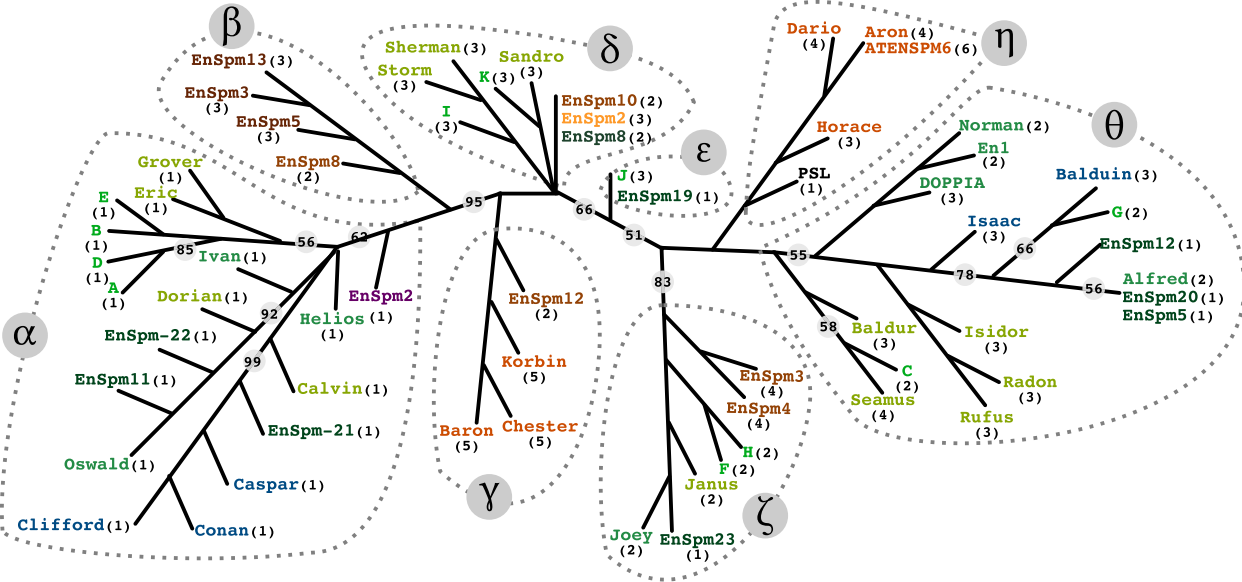 β
EnSpm13(3)
EnSpm3
(3)
EnSpm5
(3)
EnSpm8
(2)
δ
Sherman(3)
Storm
(3)
Sandro
(3)
K(3)
I
(3)
EnSpm10(2)
EnSpm2(3)
EnSpm8(2)
ε
J(3)
EnSpm19(1)
η
Dario
(4)
Aron(4)
ATENSPM6(6)
Horace
(3)
PSL
(1)
θ
Norman(2)
En1
(2)
DOPPIA
(3)
Balduin(3)
G(2)
Isaac
(3)
EnSpm12(1)
Alfred(2)
EnSpm20(1)
EnSpm5(1)
Baldur
(3)
C
(2)
Seamus
(4)
Isidor
(3)
Radon
(3)
Rufus
(3)
55
66
78
56
58
95
66
51
83
α
Grover
(1)
Eric
(1)
E
(1)
B
(1)
D
(1)
A
(1)
85
56
62
Ivan(1)
Dorian(1)
92
99
EnSpm-22(1)
EnSpm11(1)
Oswald(1)
EnSpm2
(1)
Helios
(1)
Calvin(1)
EnSpm-21(1)
Caspar(1)
Clifford(1)
Conan(1)
γ
EnSpm12
(2)
Korbin
(5)
Baron
(5)
Chester
(5)
ζ
EnSpm3
(4)
EnSpm4
(4)
H(2)
F(2)
Janus
(2)
Joey
(2)
EnSpm23
(1)